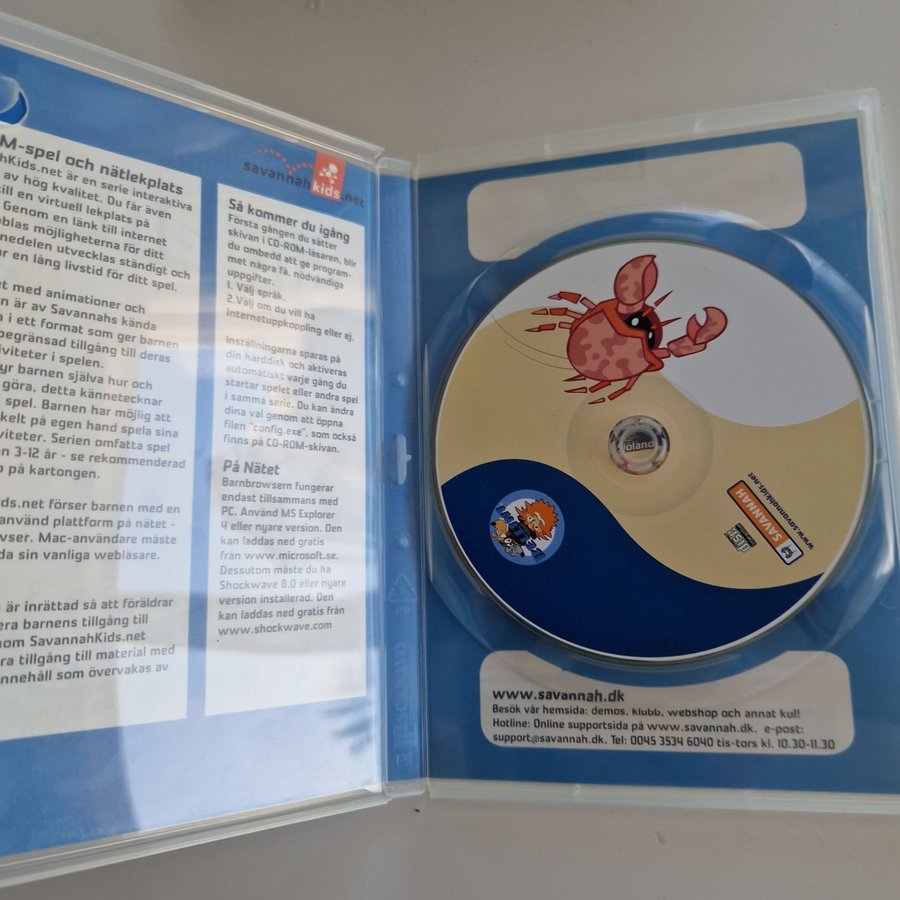 M-spel och nätlekplats
hKids.net är en serie interaktiva
av hög kvalitet. Du får även
till en virtuell lekplats på
Genom en länk till internet
blas möjligheterna för ditt
nedelen utvecklas ständigt och
r en lång livstid för ditt spel.
et med animationer och
n är av Savannahs kända
i ett format som ger barnen
begränsad tillgång till deras
iviteter i spelen.
yr barnen själva hur och
göra, detta kännetecknar
spel. Barnen har möjlig att
kelt på egen hand spela sina
viteter. Serien omfatta spel
n 3-12 år - se rekommenderad
på kartongen.
ids.net förser barnen med en
använd plattform på nätet -
wser. Mac-användare måste
da sin vanliga webläsare.
är inrättad så att föräldrar
era barnens tillgång till
nom SavannahKids.net
ra tillgång till material med
nnehåll som övervakas av
savannahkids.net
Så kommer du igång
Första gången du sätter
skivan i CD-ROM-läsaren, blir
du ombedd att ge program-
met några få, nödvändiga
uppgifter.
1. Välj språk.
2.Välj om du vill ha
internetuppkoppling eller ej.
Inställningarna sparas på
din hårddisk och aktiveras
automatiskt varje gång du
startar spelet eller andra spel
i samma serie. Du kan ändra
dina val genom att öppna
filen "config.exe", som också
finns på CD-ROM-skivan.
På Nätet
Barnbrowsern fungerar
endast tillsammans med
PC. Använd MS Explorer
4 eller nyare version. Den
kan laddas ned gratis
från www.microsoft.se.
Dessutom måste du ha
Shockwave 8.0 eller nyare
version installerad. Den
kan laddas ned gratis från
www.shockwave.com
PP
SAVANNAH
www.savannahkids.net
disc
www.savannah.dk
Besök vår hemsida: demos, klubb, webshop och annat kul!
Hotline: Online supportsida på www.savannah.dk. e-post:
support@savannah.dk. Tel: 0045 3534 6040 tis-tors kl. 10.30-11.30